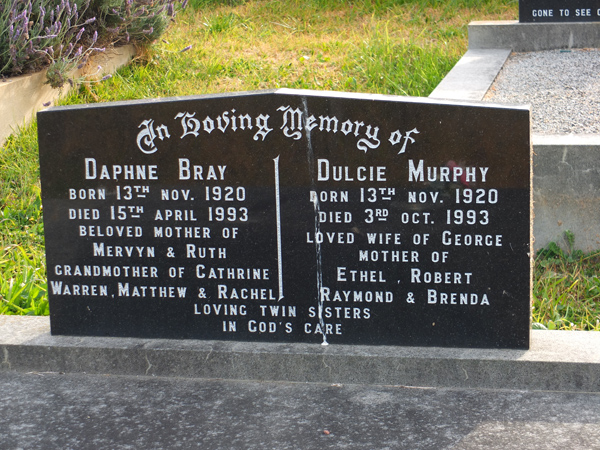 GONE TO SEE
In Loving Memory of
DAPHNE BRAY
BORN 13TH NOV. 1920
DIED 15TH APRIL 1993
BELOVED MOTHER OF
MERVYN & RUTH
GRANDMOTHER OF CATHRINE
WARREN, MATTHEW & RACHEL
DULCIE MURPHY
BORN 13TH NOV. 1920
DIED 3RD OCT. 1993
LOVED WIFE OF GEORGE
MOTHER OF
ETHEL, ROBERT
RAYMOND & BRENDA
LOVING TWIN SISTERS
IN GOD'S CARE